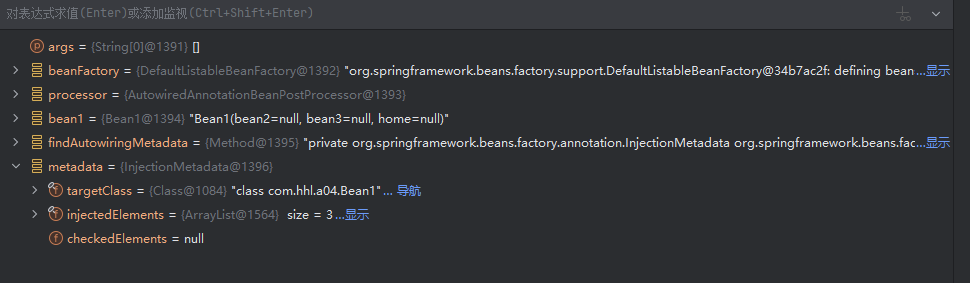 对表达式求值(Enter)或添加监视(Ctrl+Shift+Enter)
args = {String[0]@1391} []
beanFactory = {DefaultListableBeanFactory@1392} "org.springframework.beans.factory.support.DefaultListableBeanFactory@34b7ac2f: defining bean ...显示
processor = {AutowiredAnnotationBeanPostProcessor@1393}
bean1 = {Bean1@1394} "Bean1(bean2=null, bean3=null, home=null)"
findAutowiringMetadata = {Method@1395} "private org.springframework.beans.factory.annotation.InjectionMetadata org.springframework.beans.fac...显示
metadata = {InjectionMetadata@1396}
targetClass = {Class@1084} "class com.hhl.a04.Bean1"... 导航
injectedElements = {ArrayList@1564} size = 3...显示
checkedElements = null